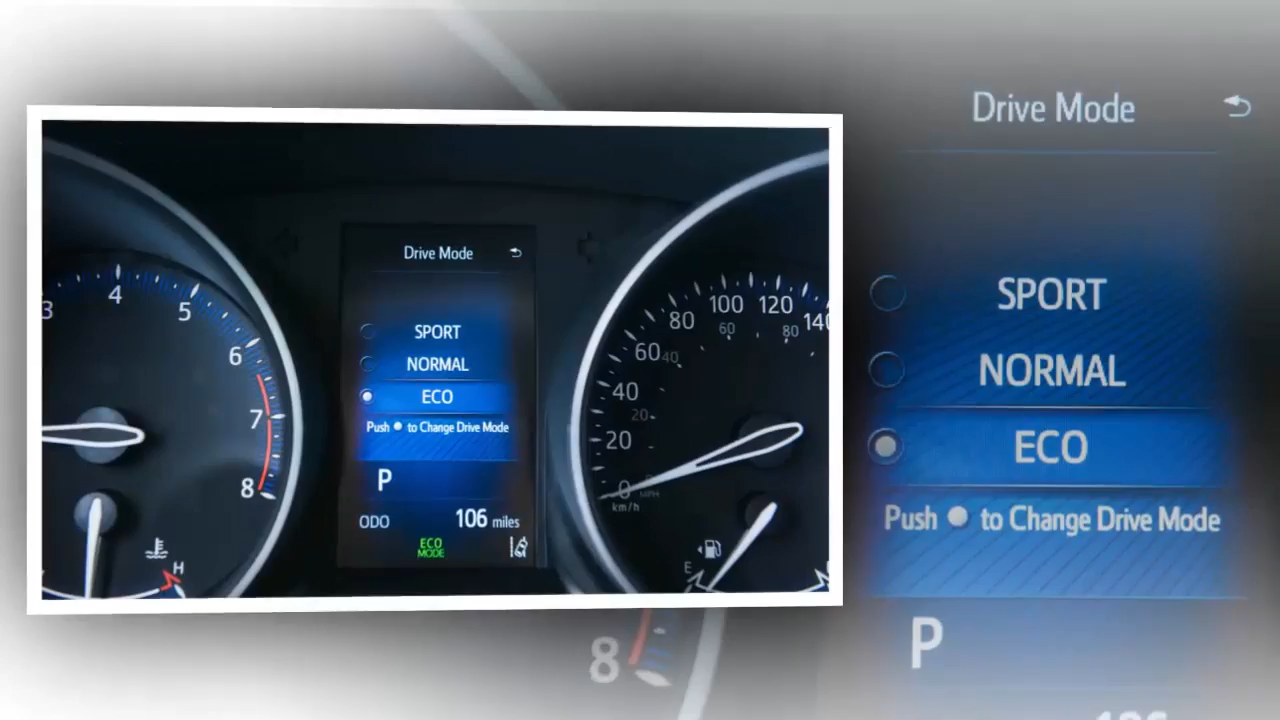 Drive Mode
SPORT
NORMAL
ECO
Push to Change Drive Mode
P
ODO 106 miles
ECO
MODE
3 4 5 6 7 8
H
0 20 40 60 80 100 120 140
20 40 60 80
MPH
km/h
E
Drive Mode
SPORT
NORMAL
ECO
Push to Change Drive Mode
P
8